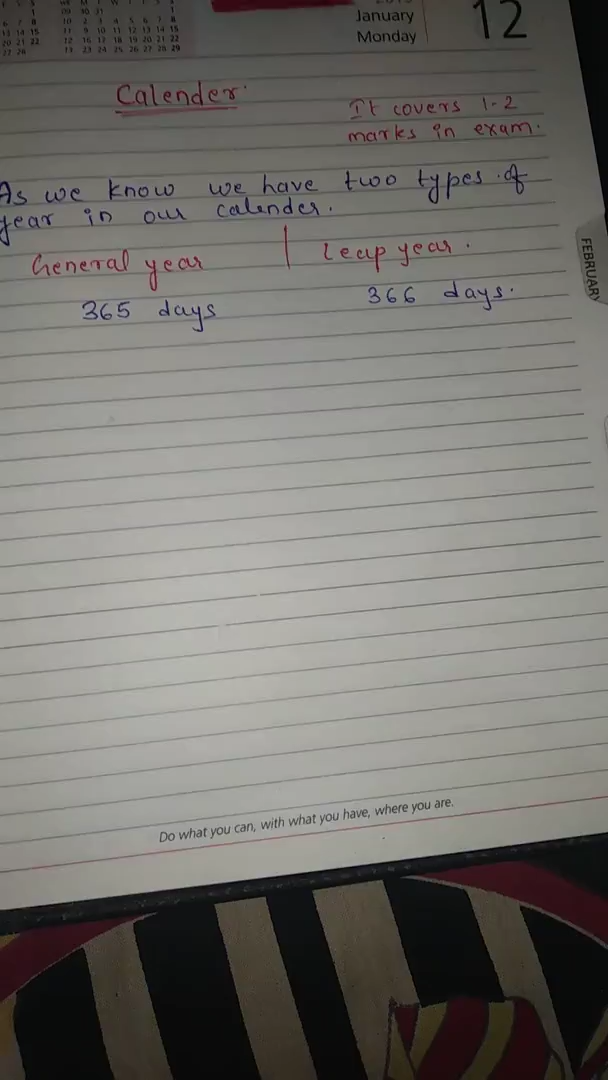 January
Monday
12
Calender
It covers 1-2
marks in exam.
As we know we have two types of
year in our calender.
General year | Leap year.
365 days 366 days.
FEBRUARY
Do what you can, with what you have, where you are.